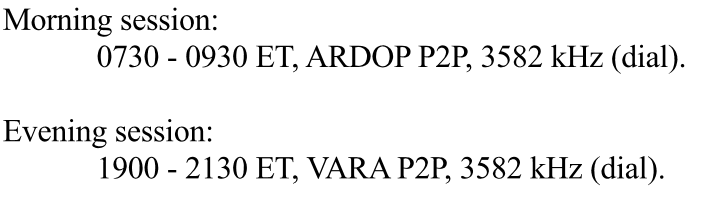 Morning session:
0730 - 0930 ET, ARDOP P2P, 3582 kHz (dial).
Evening session:
1900 - 2130 ET, VARA P2P, 3582 kHz (dial).